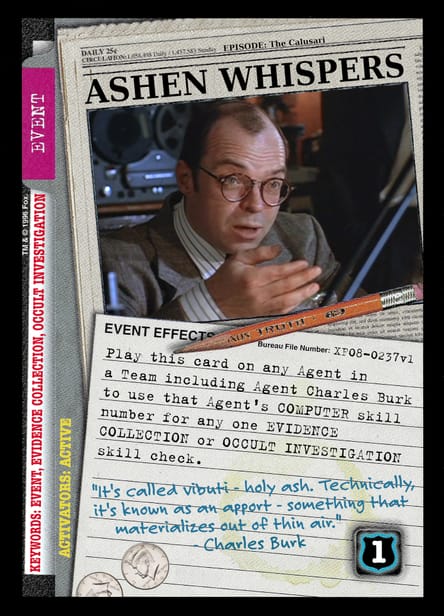 DAILY 25¢
EPISODE: The Calusari
ASHEN WHISPERS
EVENT
TM & © 1996 Fox.
KEYWORDS: EVENT, EVIDENCE COLLECTION, OCCULT INVESTIGATION
ACTIVATORS: ACTIVE
EVENT EFFECTS
Bureau File Number: XF08-0237v1
Play this card on any Agent in
a Team including Agent Charles Burk
to use that Agent's COMPUTER skill
number for any one EVIDENCE
COLLECTION or OCCULT INVESTIGATION
skill check.
"It's called vibuti - holy ash. Technically,
it's known as an apport - something that
materializes out of thin air."
- Charles Burk
1